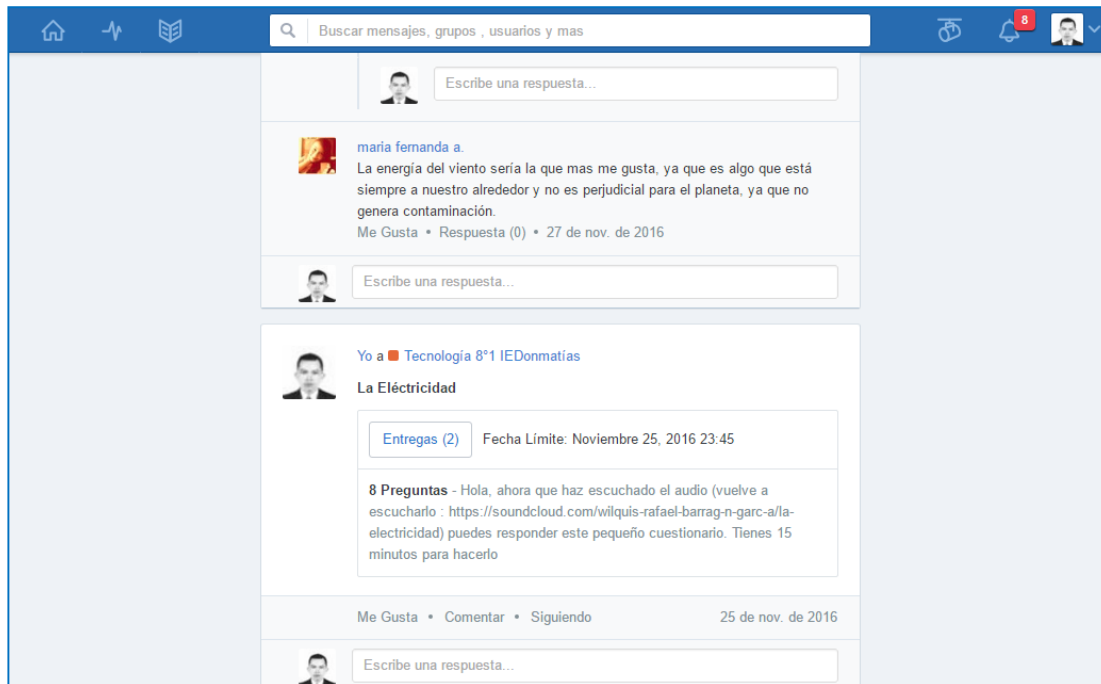 Buscar mensajes, grupos , usuarios y mas
8
Escribe una respuesta...
maria fernanda a.
La energía del viento sería la que mas me gusta, ya que es algo que está
siempre a nuestro alrededor y no es perjudicial para el planeta, ya que no
genera contaminación.
Me Gusta • Respuesta (0) • 27 de nov. de 2016
Escribe una respuesta...
Yo a Tecnología 8°1 IEDonmatías
La Eléctricidad
Entregas (2) Fecha Límite: Noviembre 25, 2016 23:45
8 Preguntas - Hola, ahora que haz escuchado el audio (vuelve a
escucharlo : https://soundcloud.com/wilquis-rafael-barrag-n-garc-a/la-
electricidad) puedes responder este pequeño cuestionario. Tienes 15
minutos para hacerlo
Me Gusta • Comentar • Siguiendo 25 de nov. de 2016
Escribe una respuesta...